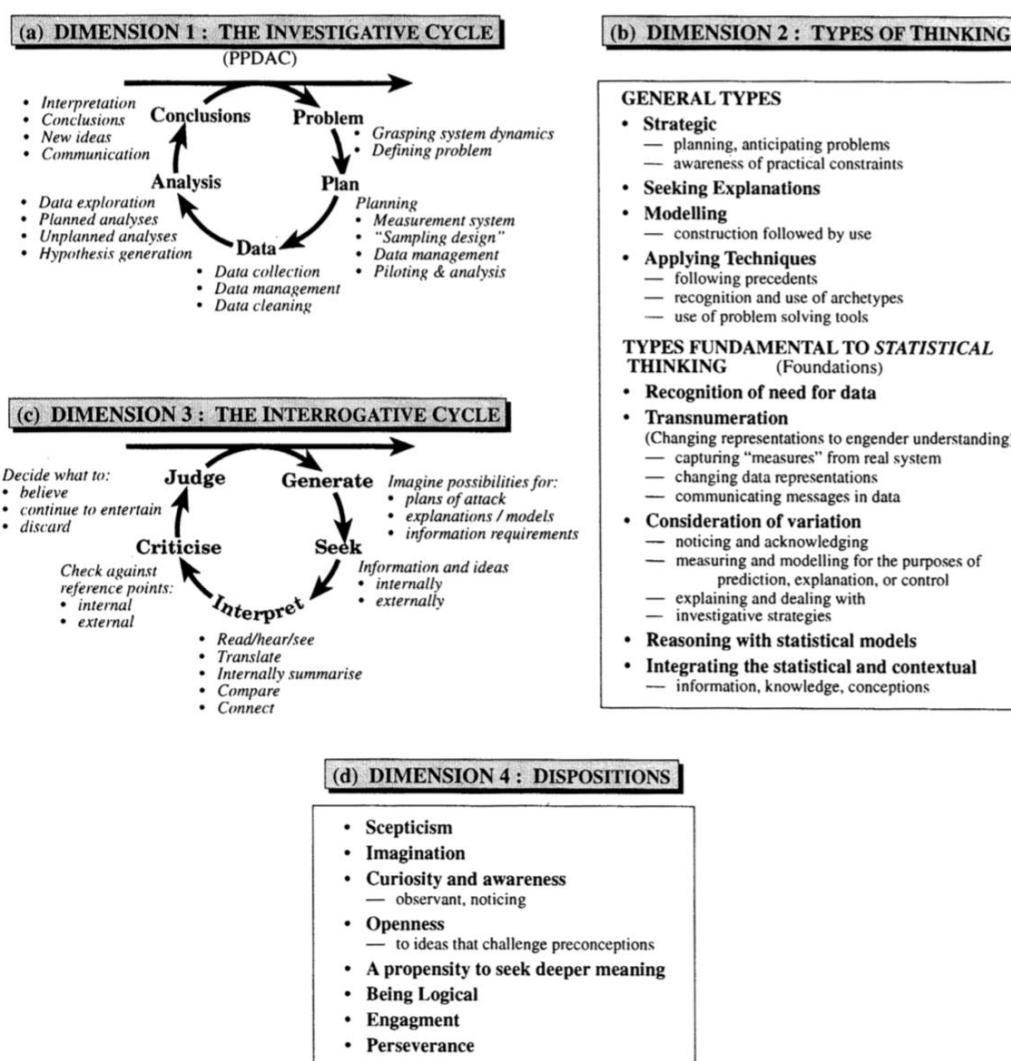 (a) DIMENSION 1 : THE INVESTIGATIVE CYCLE
(PPDAC)
• Interpretation
• Conclusions
• New ideas
• Communication
Conclusions
Problem
• Grasping system dynamics
• Defining problem
Analysis
Plan
• Data exploration
• Planned analyses
• Unplanned analyses
• Hypothesis generation
Planning
• Measurement system
• "Sampling design"
• Data management
• Piloting & analysis
Data
• Data collection
• Data management
• Data cleaning
(b) DIMENSION 2 : TYPES OF THINKING
GENERAL TYPES
• Strategic
— planning, anticipating problems
— awareness of practical constraints
• Seeking Explanations
• Modelling
— construction followed by use
• Applying Techniques
— following precedents
— recognition and use of archetypes
— use of problem solving tools
TYPES FUNDAMENTAL TO STATISTICAL
THINKING (Foundations)
• Recognition of need for data
• Transnumeration
(Changing representations to engender understanding)
— capturing "measures" from real system
— changing data representations
— communicating messages in data
• Consideration of variation
— noticing and acknowledging
— measuring and modelling for the purposes of
prediction, explanation, or control
— explaining and dealing with
— investigative strategies
• Reasoning with statistical models
• Integrating the statistical and contextual
— information, knowledge, conceptions
(c) DIMENSION 3 : THE INTERROGATIVE CYCLE
Decide what to:
• believe
• continue to entertain
• discard
Judge
Generate
Imagine possibilities for:
• plans of attack
• explanations / models
• information requirements
Criticise
Seek
Check against
reference points:
• internal
• external
Information and ideas
• internally
• externally
Interpret
• Read/hear/see
• Translate
• Internally summarise
• Compare
• Connect
(d) DIMENSION 4 : DISPOSITIONS
• Scepticism
• Imagination
• Curiosity and awareness
— observant, noticing
• Openness
— to ideas that challenge preconceptions
• A propensity to seek deeper meaning
• Being Logical
• Engagment
• Perseverance